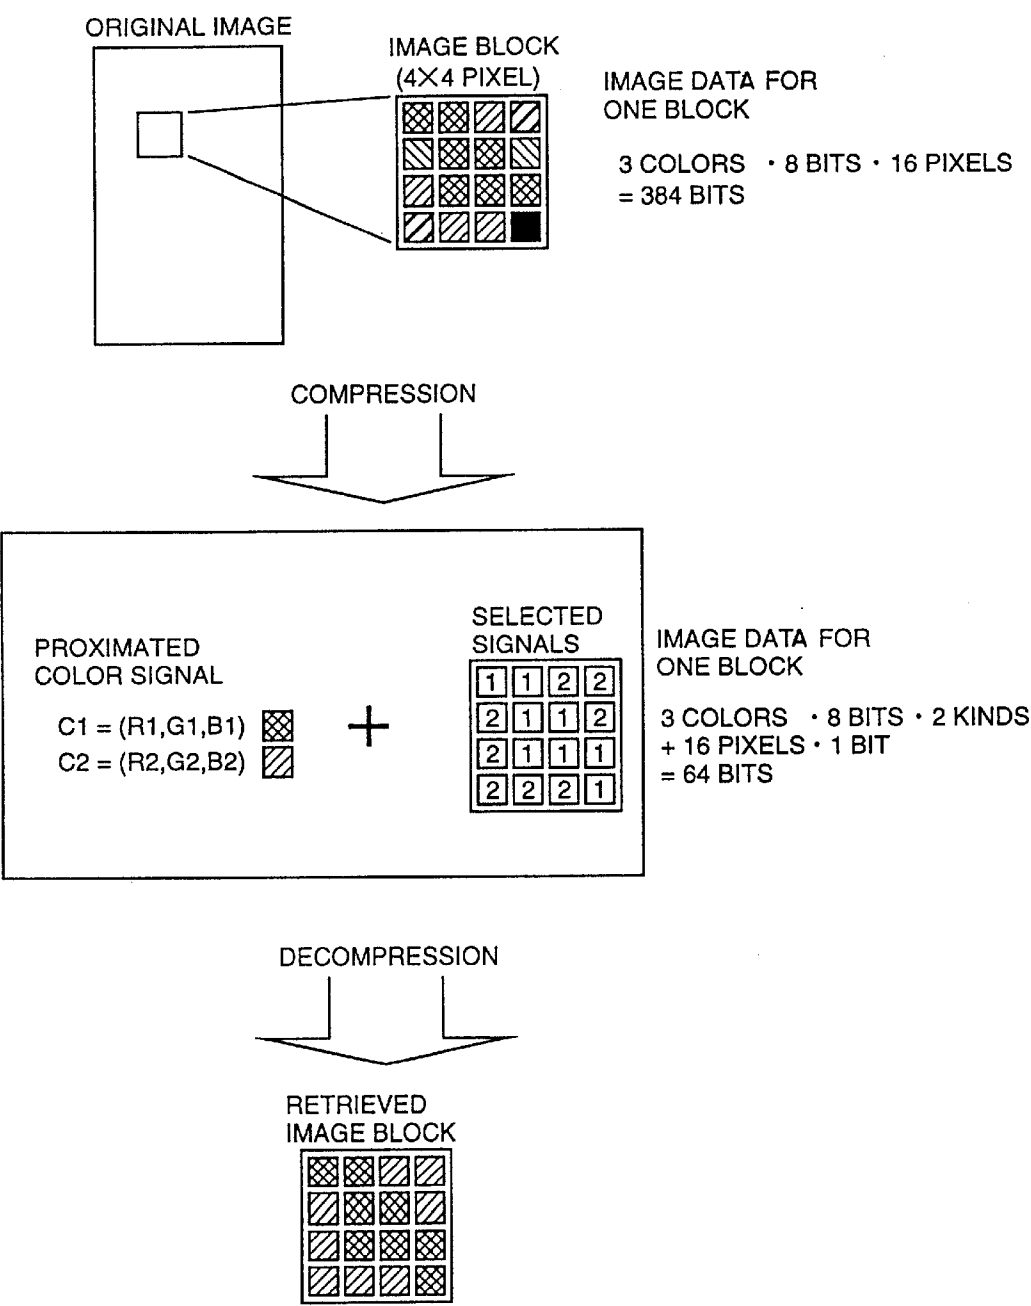 ORIGINAL IMAGE
IMAGE BLOCK
(4×4 PIXEL)
IMAGE DATA FOR
ONE BLOCK
3 COLORS ・8 BITS・16 PIXELS
= 384 BITS
COMPRESSION
PROXIMATED
COLOR SIGNAL
C1 = (R1,G1,B1)
C2 = (R2,G2,B2)
+
SELECTED
SIGNALS
1 1 2 2
2 1 1 2
2 1 1 1
2 2 2 1
IMAGE DATA FOR
ONE BLOCK
3 COLORS ・8 BITS・2 KINDS
+ 16 PIXELS・1 BIT
= 64 BITS
DECOMPRESSION
RETRIEVED
IMAGE BLOCK